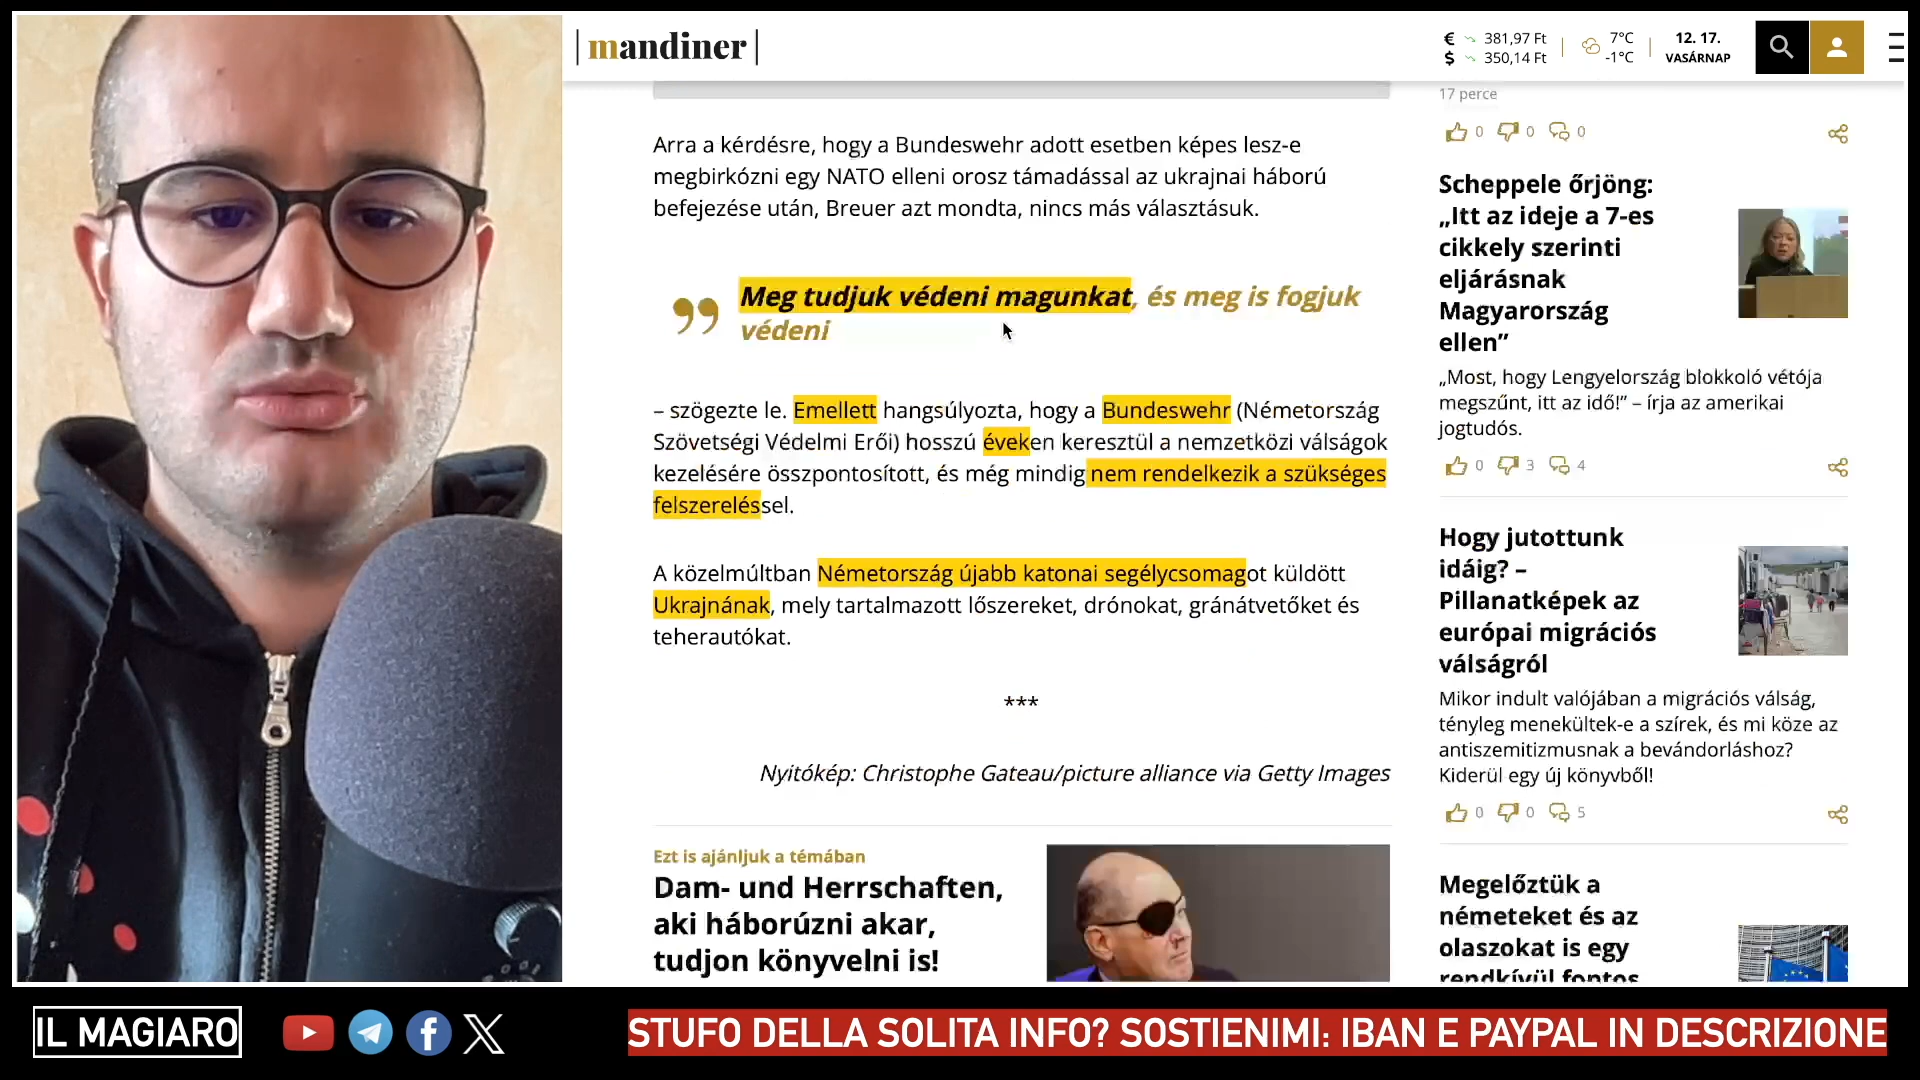 mandiner
€ 381,97 Ft
$ 350,14 Ft
7°C
-1°C
12. 17.
VASÁRNAP
Arra a kérdésre, hogy a Bundeswehr adott esetben képes lesz-e
megbirkózni egy NATO elleni orosz támadással az ukrajnai háború
befejezése után, Breuer azt mondta, nincs más választásuk.
Meg tudjuk védeni magunkat, és meg is fogjuk
védeni
– szögezte le. Emellett hangsúlyozta, hogy a Bundeswehr (Németország
Szövetségi Védelmi Erői) hosszú éveken keresztül a nemzetközi válságok
kezelésére összpontosított, és még mindig nem rendelkezik a szükséges
felszereléssel.
A közelmúltban Németország újabb katonai segélycsomagot küldött
Ukrajnának, mely tartalmazott lőszereket, drónokat, gránátvetőket és
teherautókat.
***
Nyitókép: Christophe Gateau/picture alliance via Getty Images
Ezt is ajánljuk a témában
Dam- und Herrschaften,
aki háborúzni akar,
tudjon könyvelni is!
17 perce
0 0 0
Scheppele őrjöng:
„Itt az ideje a 7-es
cikkely szerinti
eljárásnak
Magyarország
ellen”
„Most, hogy Lengyelország blokkoló vétója
megszűnt, itt az idő!” – írja az amerikai
jogtudós.
0 3 4
Hogy jutottunk
idáig? –
Pillanatképek az
európai migrációs
válságról
Mikor indult valójában a migrációs válság,
tényleg menekültek-e a szírek, és mi köze az
antiszemitizmusnak a bevándorláshoz?
Kiderül egy új könyvből!
0 0 5
Megelőztük a
németeket és az
olaszokat is egy
rendkívül fontos
IL MAGIARO
STUFO DELLA SOLITA INFO? SOSTIENIMI: IBAN E PAYPAL IN DESCRIZIONE